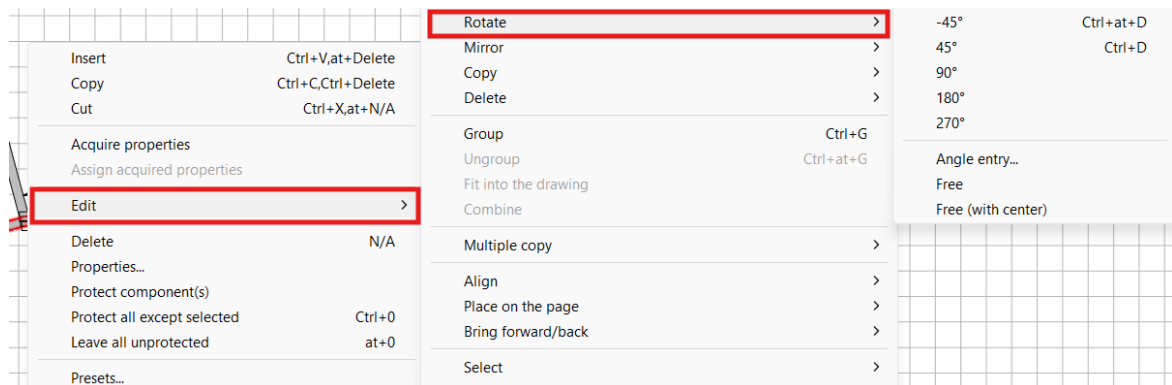 Insert Ctrl+V,at+Delete
Copy Ctrl+C,Ctrl+Delete
Cut Ctrl+X,at+N/A
Acquire properties
Assign acquired properties
Edit
Delete N/A
Properties...
Protect component(s)
Protect all except selected Ctrl+0
Leave all unprotected at+0
Presets...
Rotate
Mirror
Copy
Delete
Group Ctrl+G
Ungroup Ctrl+at+G
Fit into the drawing
Combine
Multiple copy
Align
Place on the page
Bring forward/back
Select
-45° Ctrl+at+D
45° Ctrl+D
90°
180°
270°
Angle entry...
Free
Free (with center)